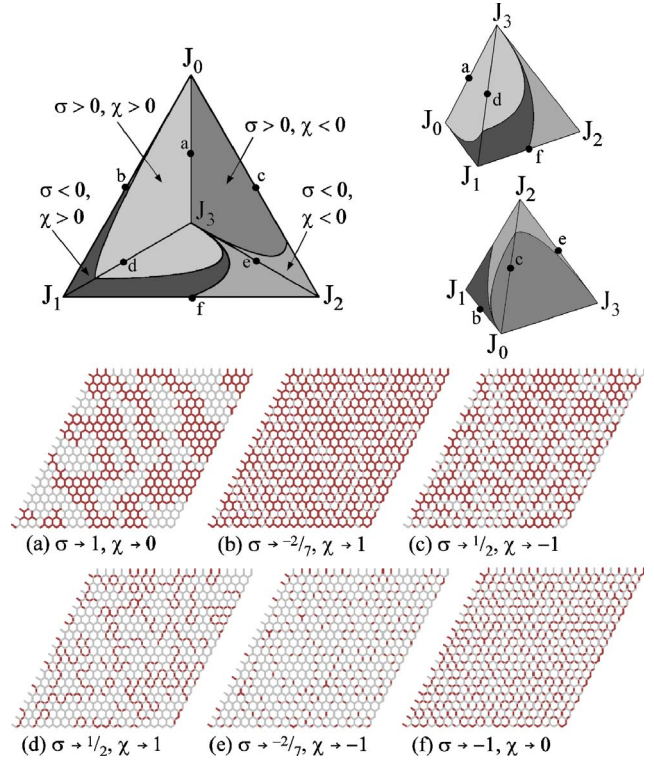 J₀
σ > 0, χ > 0
σ > 0, χ < 0
a
b
c
σ < 0,
χ > 0
σ < 0,
χ < 0
J₃
d
e
J₁
f
J₂
J₃
a
d
J₀
J₁
f
J₂
J₂
e
c
J₁
b
J₃
J₀
(a) σ → 1, χ → 0
(b) σ → ⁻²/₇, χ → 1
(c) σ → ¹/₂, χ → -1
(d) σ → ¹/₂, χ → 1
(e) σ → ⁻²/₇, χ → -1
(f) σ → -1, χ → 0